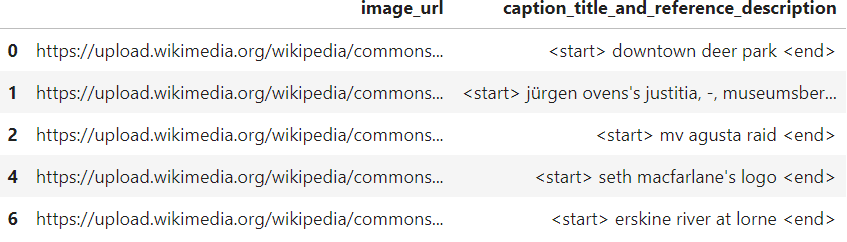 image_url caption_title_and_reference_description
0 https://upload.wikimedia.org/wikipedia/commons... <start> downtown deer park <end>
1 https://upload.wikimedia.org/wikipedia/commons... <start> jürgen ovens's justitia, -, museumsber...
2 https://upload.wikimedia.org/wikipedia/commons... <start> mv agusta raid <end>
4 https://upload.wikimedia.org/wikipedia/commons... <start> seth macfarlane's logo <end>
6 https://upload.wikimedia.org/wikipedia/commons... <start> erskine river at lorne <end>